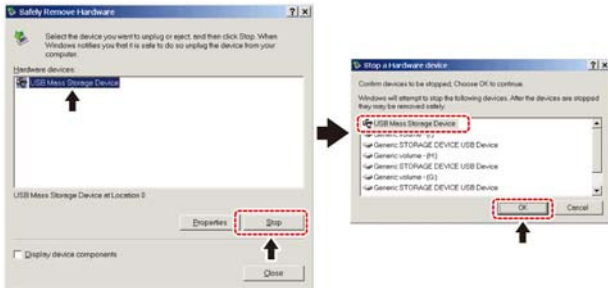 Safely Remove Hardware
Select the device you want to unplug or eject, and then click Stop. When
Windows notifies you that it is safe to do so unplug the device from your
computer.
Hardware devices:
USB Mass Storage Device
USB Mass Storage Device at Location 0
Properties
Stop
Display device components
Close
Stop a Hardware device
Confirm devices to be stopped, Choose OK to continue.
Windows will attempt to stop the following devices. After the devices are stopped
they may be removed safely.
USB Mass Storage Device
Generic volume
Generic STORAGE DEVICE USB Device
Generic volume - (H:)
Generic STORAGE DEVICE USB Device
Generic volume - (G:)
Generic STORAGE DEVICE USB Device
OK
Cancel